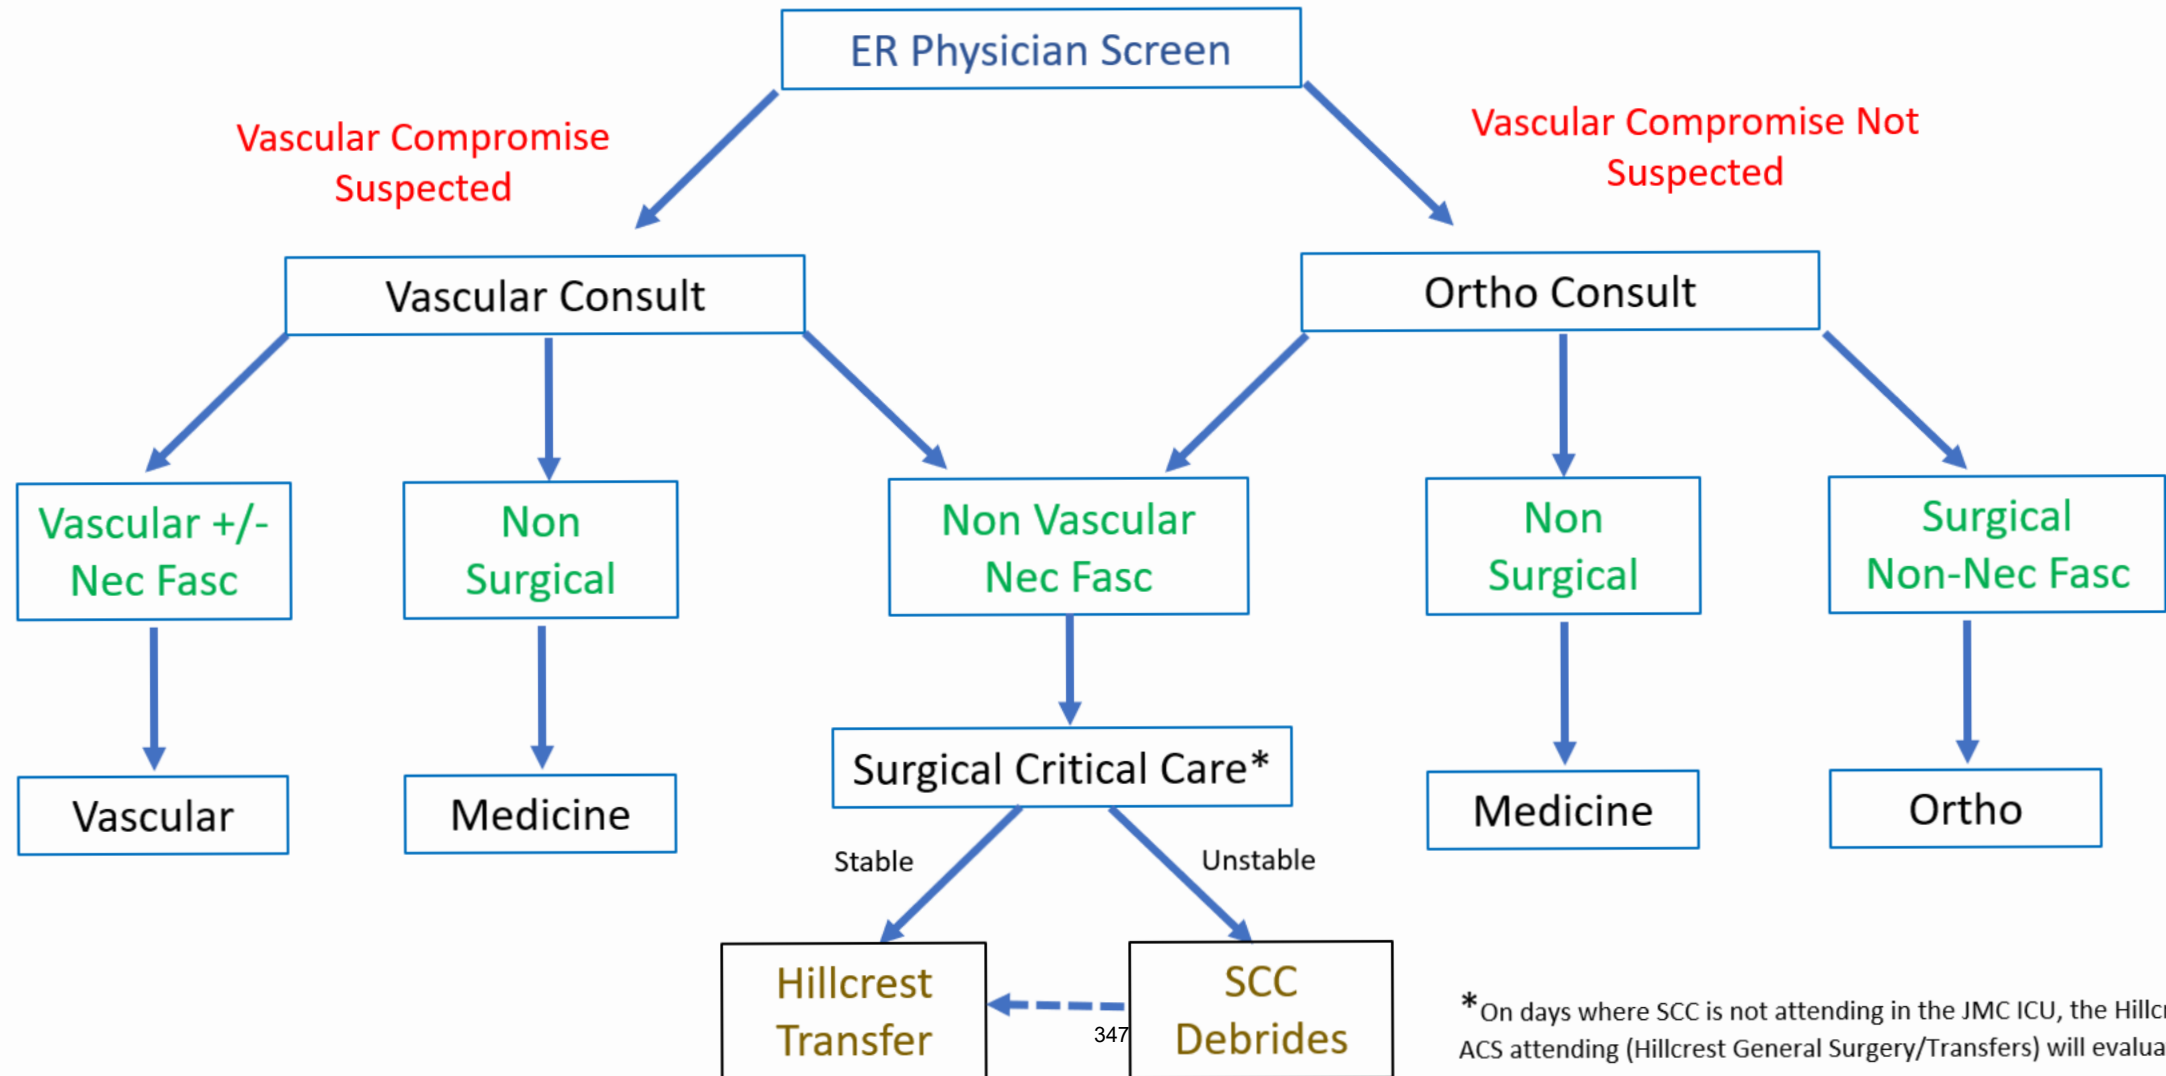 ER Physician Screen
Vascular Compromise
Suspected
Vascular Compromise Not
Suspected
Vascular Consult
Ortho Consult
Vascular +/-
Nec Fasc
Non
Surgical
Non Vascular
Nec Fasc
Non
Surgical
Surgical
Non-Nec Fasc
Vascular
Medicine
Surgical Critical Care*
Medicine
Ortho
Stable
Unstable
Hillcrest
Transfer
347
SCC
Debrides
*On days where SCC is not attending in the JMC ICU, the
ACS attending (Hillcrest General Surgery/Transfers) will